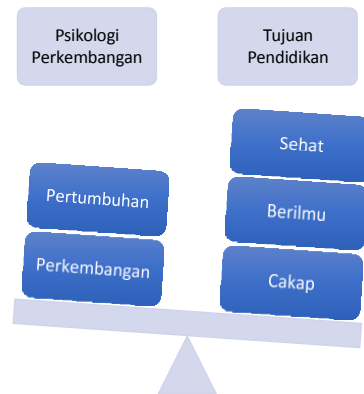 Psikologi
Perkembangan
Tujuan
Pendidikan
Sehat
Pertumbuhan
Berilmu
Perkembangan
Cakap